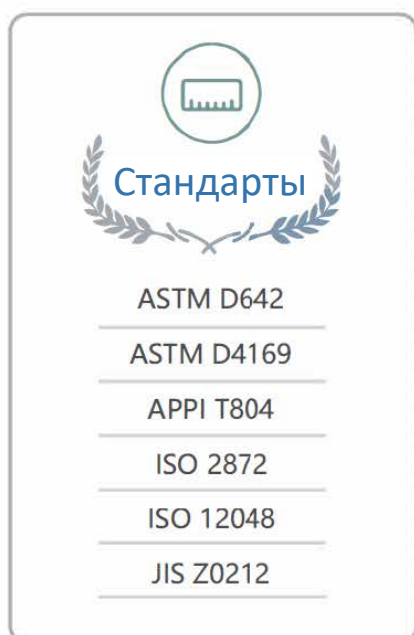 Стандарты
ASTM D642
ASTM D4169
APPI T804
ISO 2872
ISO 12048
JIS Z0212